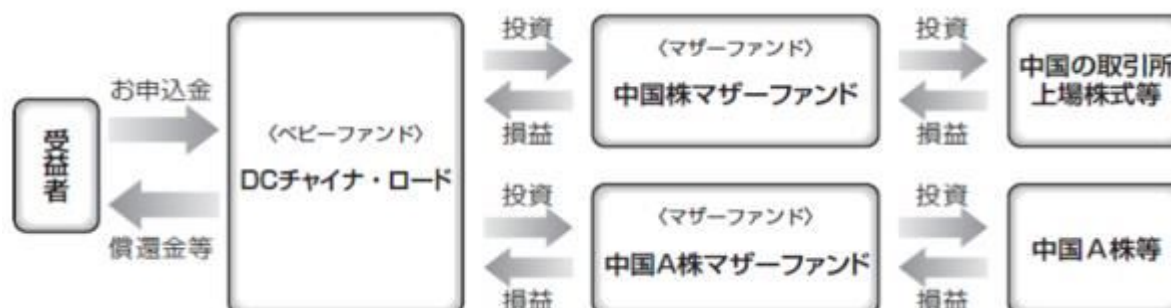 受益者
お申込金
償還金等
〈ベビーファンド〉
DCチャイナ・ロード
投資
損益
〈マザーファンド〉
中国株マザーファンド
投資
損益
中国の取引所
上場株式等
投資
損益
〈マザーファンド〉
中国A株マザーファンド
投資
損益
中国A株等